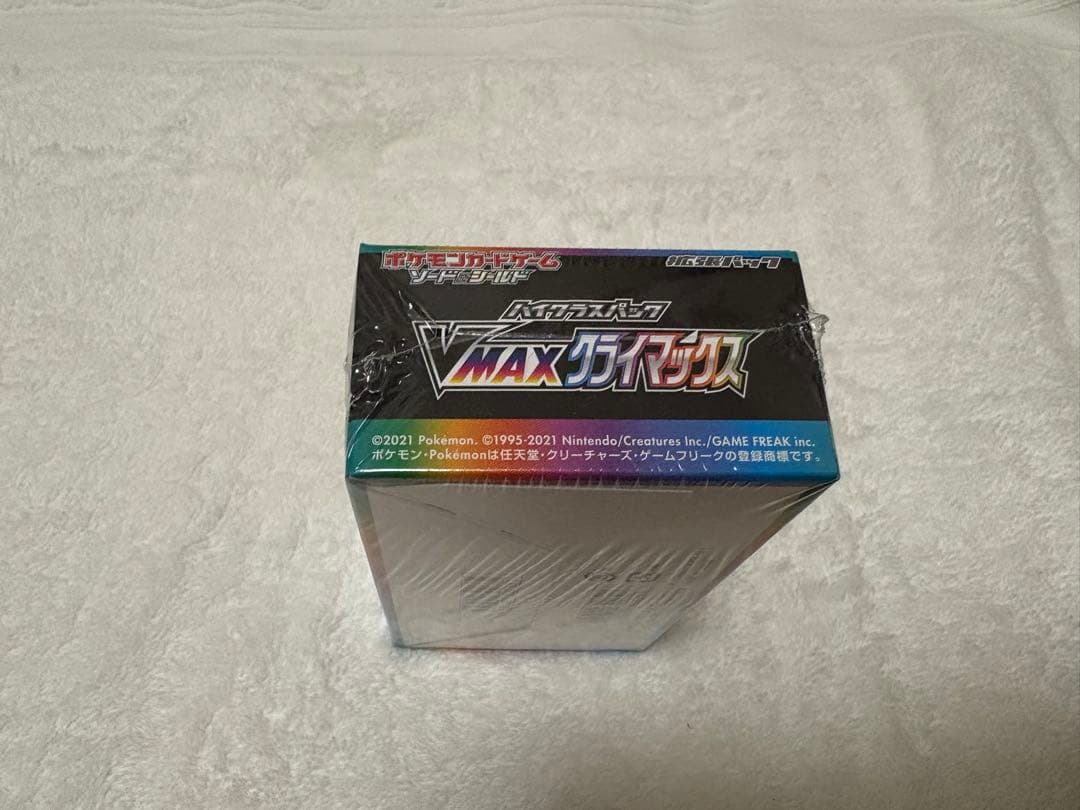 ポケモンカードゲーム
ソード&シールド
拡張パック
ハイクラスパック
VMAXクライマックス
©2021 Pokémon. ©1995-2021 Nintendo/Creatures Inc./GAME FREAK inc.
ポケモン・Pokémonは任天堂・クリーチャーズ・ゲームフリークの登録商標です。